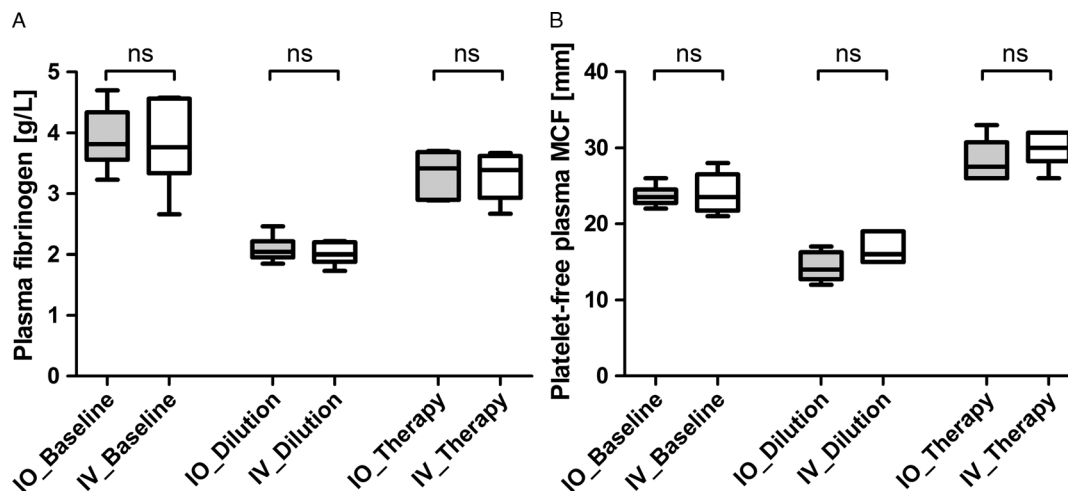 A
ns
ns
ns
Plasma fibrinogen [g/L]
5
4
3
2
1
0
IO_Baseline
IV_Baseline
IO_Dilution
IV_Dilution
IO_Therapy
IV_Therapy
B
ns
ns
ns
Platelet-free plasma MCF [mm]
40
30
20
10
0
IO_Baseline
IV_Baseline
IO_Dilution
IV_Dilution
IO_Therapy
IV_Therapy